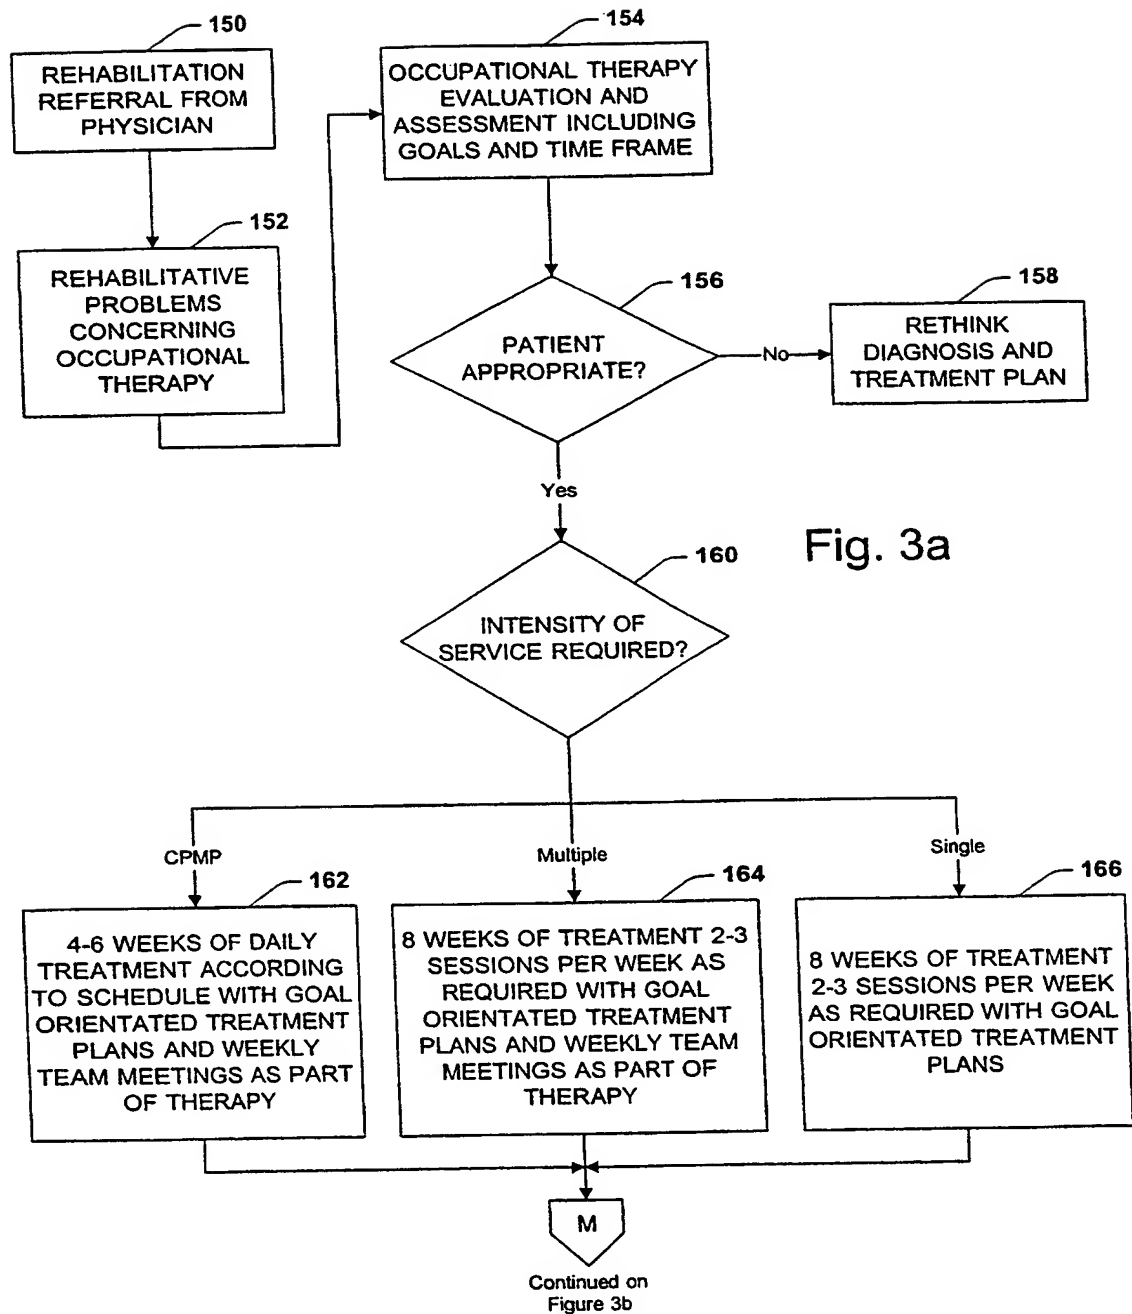 150
REHABILITATION
REFERRAL FROM
PHYSICIAN
152
REHABILITATIVE
PROBLEMS
CONCERNING
OCCUPATIONAL
THERAPY
154
OCCUPATIONAL THERAPY
EVALUATION AND
ASSESSMENT INCLUDING
GOALS AND TIME FRAME
156
PATIENT
APPROPRIATE?
No
158
RETHINK
DIAGNOSIS AND
TREATMENT PLAN
Yes
Fig. 3a
160
INTENSITY OF
SERVICE REQUIRED?
CPMP
162
4-6 WEEKS OF DAILY
TREATMENT ACCORDING
TO SCHEDULE WITH GOAL
ORIENTATED TREATMENT
PLANS AND WEEKLY
TEAM MEETINGS AS PART
OF THERAPY
Multiple
164
8 WEEKS OF TREATMENT 2-3
SESSIONS PER WEEK AS
REQUIRED WITH GOAL
ORIENTATED TREATMENT
PLANS AND WEEKLY TEAM
MEETINGS AS PART OF
THERAPY
Single
166
8 WEEKS OF TREATMENT
2-3 SESSIONS PER WEEK
AS REQUIRED WITH GOAL
ORIENTATED TREATMENT
PLANS
M
Continued on
Figure 3b